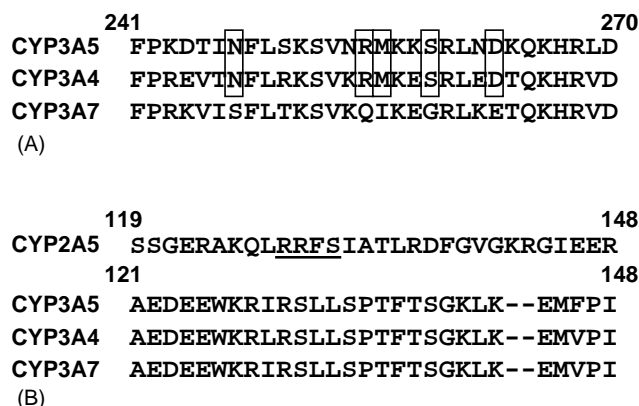 241 270
CYP3A5 FPKDTINFLSKSVNRMKKSRLNDKQKHRLD
CYP3A4 FPREVTNFLRKSVKRMKESRLEDTQKHRVD
CYP3A7 FPRKVISFLTKSVKQIKEGRLKETQKHRVD
(A)
119 148
CYP2A5 SSGERAKQLRRFSIATLRDFGVGKRGIEER
121 148
CYP3A5 AEDEEWKRIRSLLSPTFTSGKLK--EMFPI
CYP3A4 AEDEEWKRLRSLLSPTFTSGKLK--EMVPI
CYP3A7 AEDEEWKRIRSLLSPTFTSGKLK--EMVPI
(B)